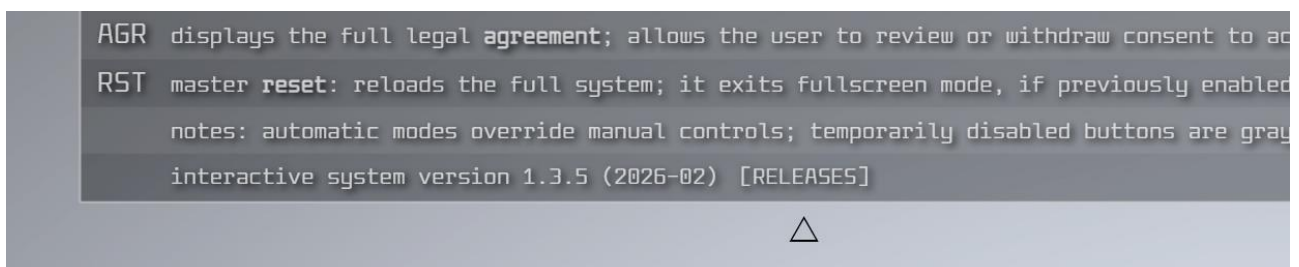 AGR displays the full legal agreement; allows the user to review or withdraw consent to
RST master reset: reloads the full system; it exits fullscreen mode, if previously enabled
notes: automatic modes override manual controls; temporarily disabled buttons are
interactive system version 1.3.5 (2026-02) [RELEASES]